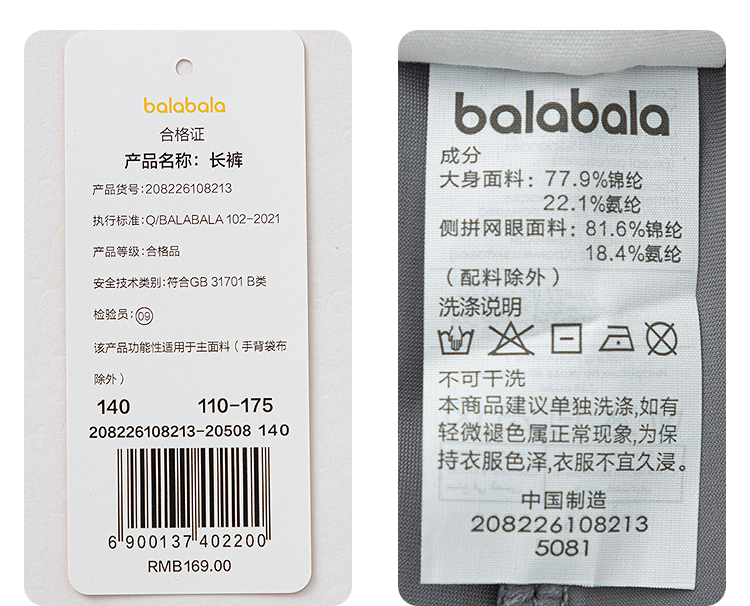 balabala
合格证
产品名称：长裤
产品货号:208226108213
执行标准:Q/BALABALA 102-2021
产品等级:合格品
安全技术类别:符合GB 31701 B类
检验员:09
该产品功能性适用于主面料（手背袋布
除外）
140 110-175
208226108213-20508 140
6 900137 402200
RMB169.00
balabala
成分
大身面料：77.9%锦纶
22.1%氨纶
侧拼网眼面料：81.6%锦纶
18.4%氨纶
（配料除外）
洗涤说明
不可干洗
本商品建议单独洗涤,如有
轻微褪色属正常现象,为保
持衣服色泽,衣服不宜久浸。
中国制造
208226108213
5081